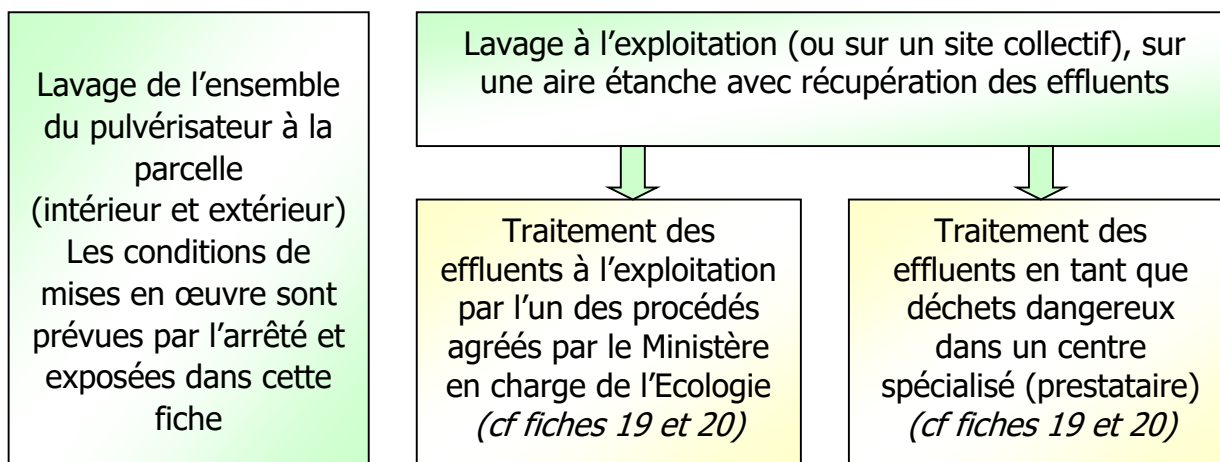 Lavage de l’ensemble
du pulvérisateur à la
parcelle
(intérieur et extérieur)
Les conditions de
mises en œuvre sont
prévues par l’arrêté et
exposées dans cette
fiche
Lavage à l’exploitation (ou sur un site collectif), sur
une aire étanche avec récupération des effluents
Traitement des
effluents à l’exploitation
par l’un des procédés
agréés par le Ministère
en charge de l’Ecologie
(cf fiches 19 et 20)
Traitement des
effluents en tant que
déchets dangereux
dans un centre
spécialisé (prestataire)
(cf fiches 19 et 20)